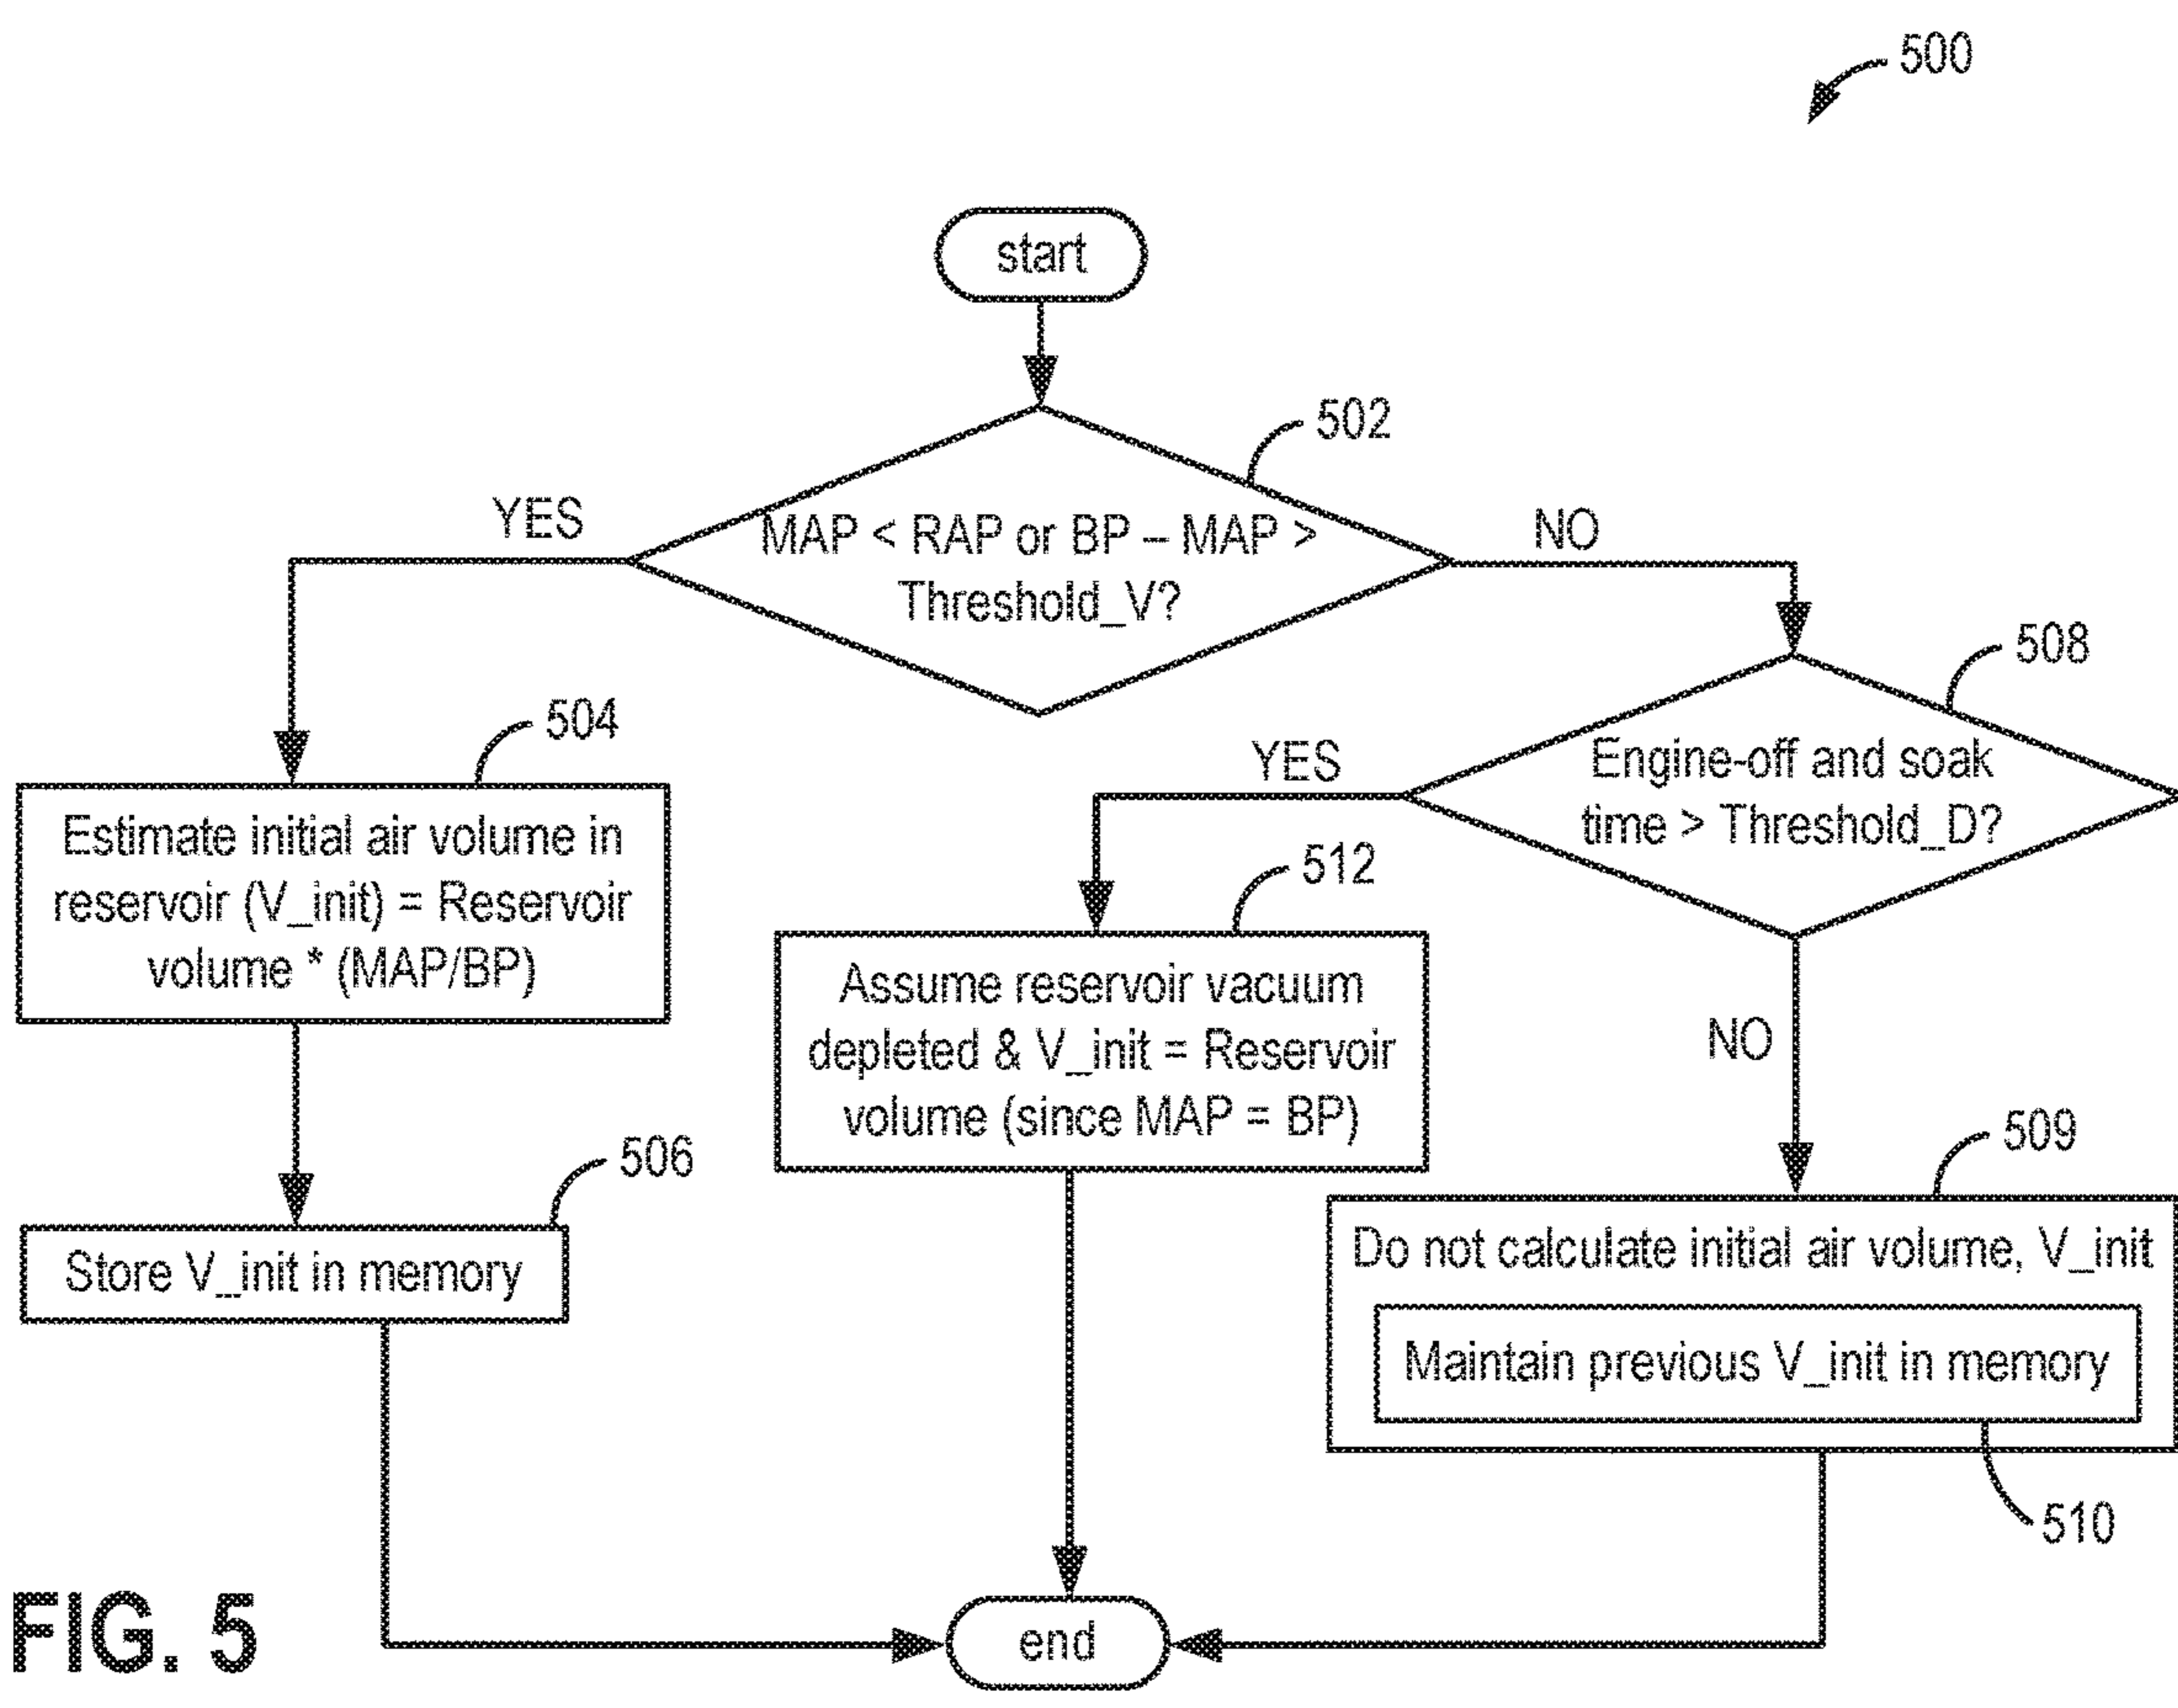 500
start
502
YES
MAP < RAP or BP – MAP >
Threshold_V?
NO
508
504
YES
Engine-off and soak
time > Threshold_D?
Estimate initial air volume in
reservoir (V_init) = Reservoir
volume * (MAP/BP)
512
Assume reservoir vacuum
depleted & V_init = Reservoir
volume (since MAP = BP)
NO
509
506
Store V_init in memory
Do not calculate initial air volume, V_init
Maintain previous V_init in memory
510
end
FIG. 5